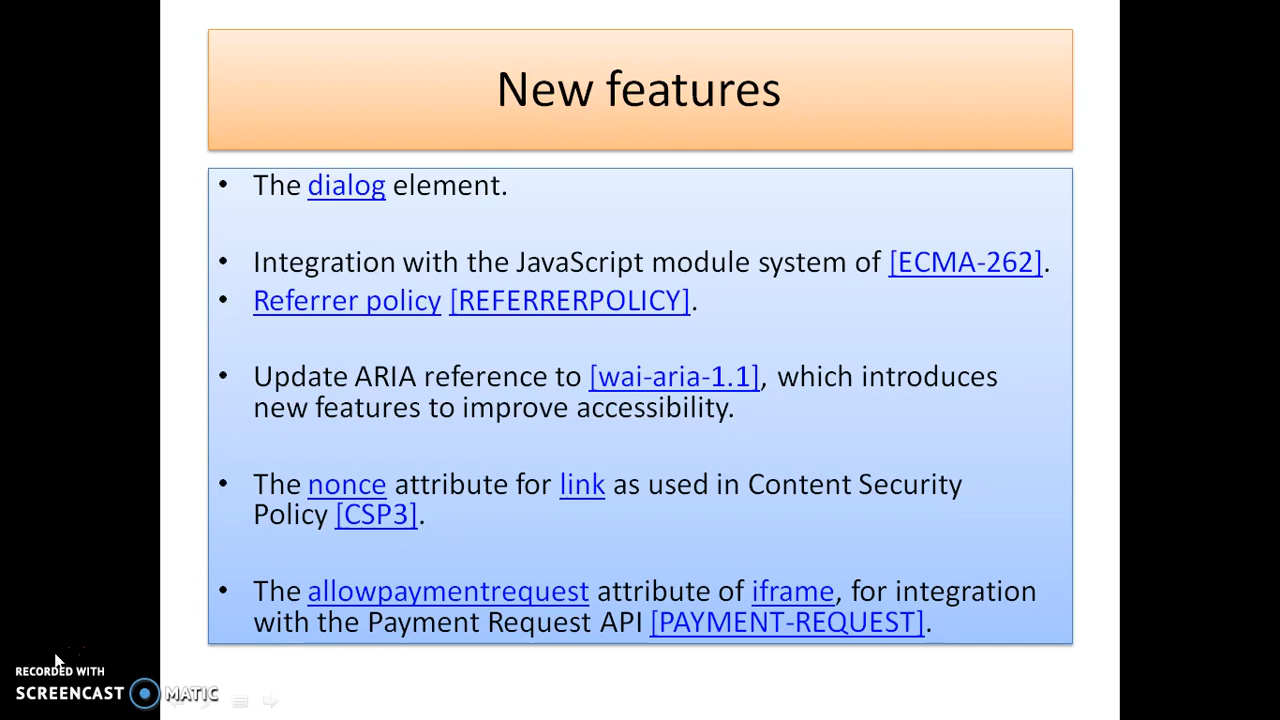 New features
• The dialog element.
• Integration with the JavaScript module system of [ECMA-262].
• Referrer policy [REFERRERPOLICY].
• Update ARIA reference to [wai-aria-1.1], which introduces
new features to improve accessibility.
• The nonce attribute for link as used in Content Security
Policy [CSP3].
• The allowpaymentrequest attribute of iframe, for integration
with the Payment Request API [PAYMENT-REQUEST].
RECORDED WITH
SCREENCAST MATIC